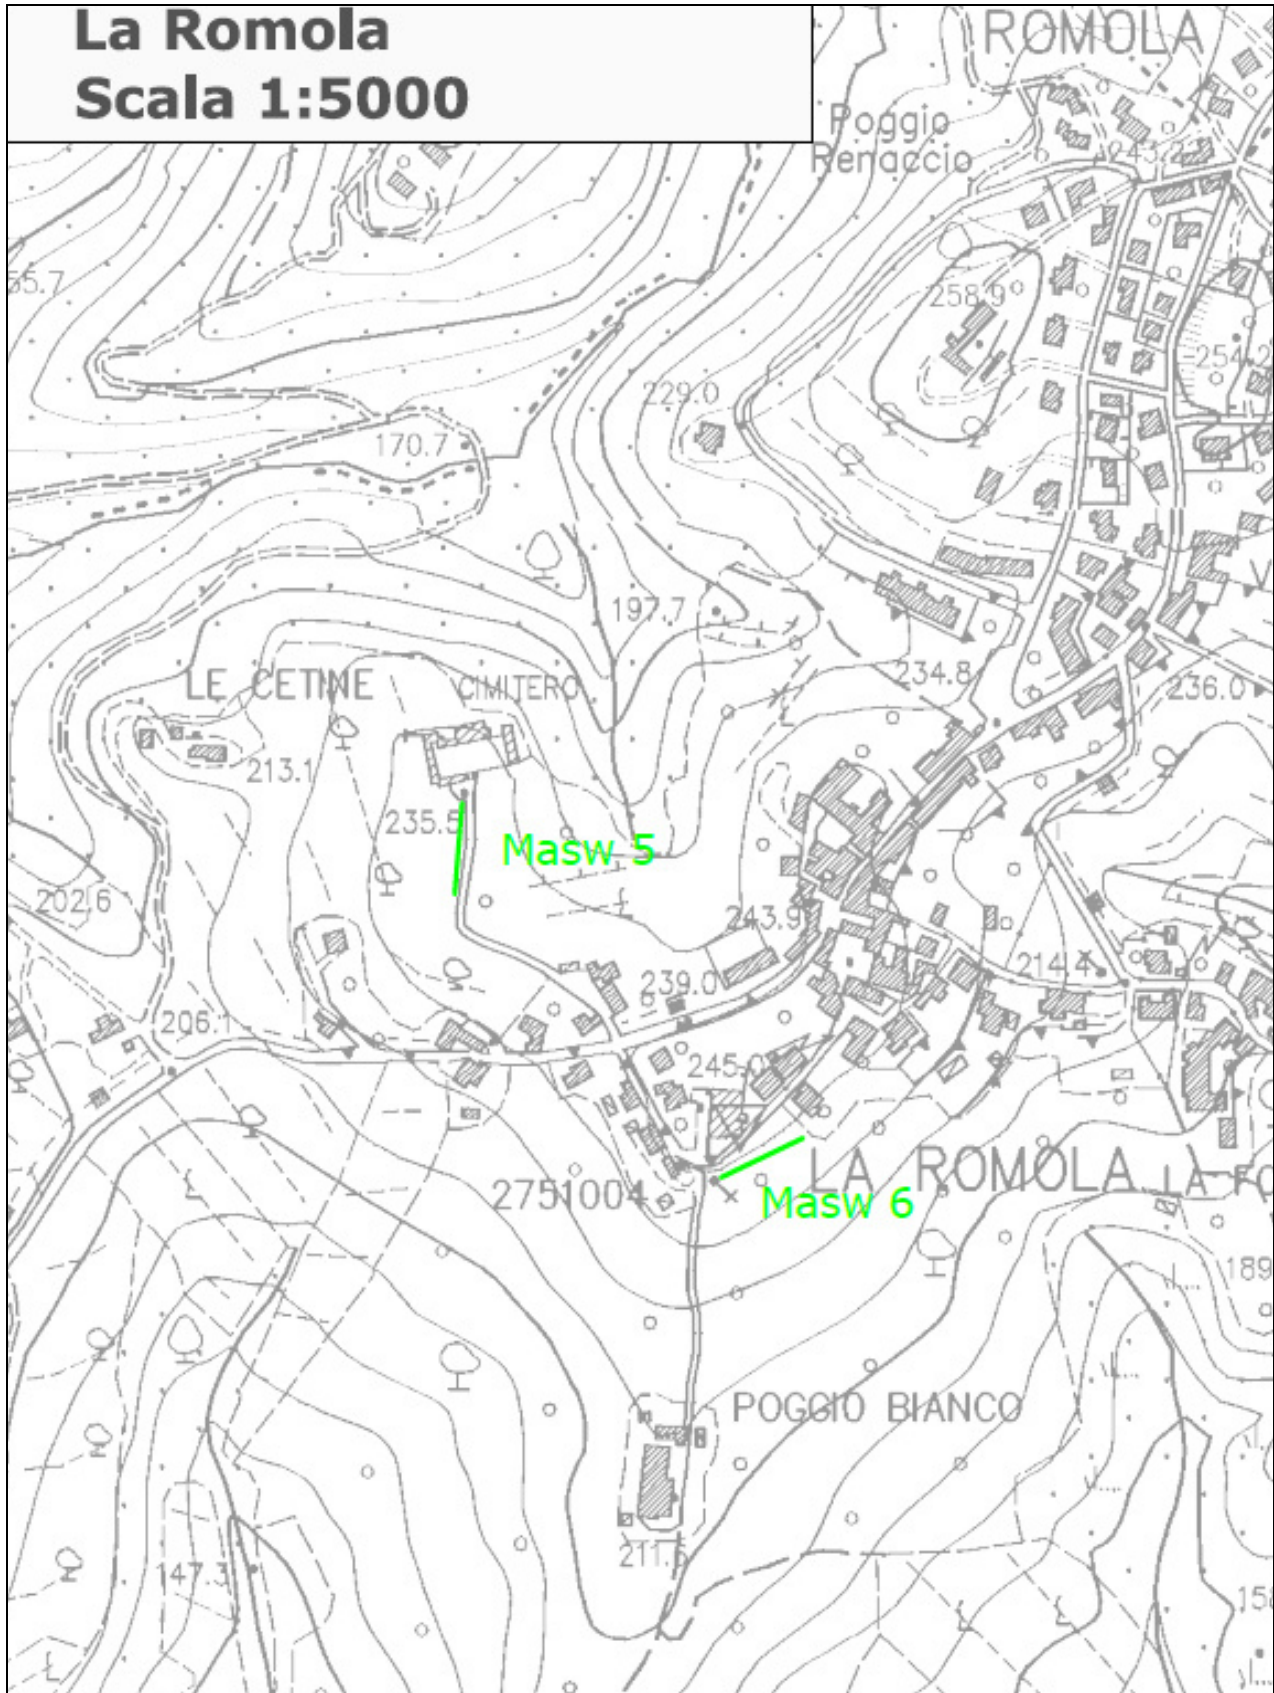 La Romola
Scala 1:5000
ROMOLA
Poggio
Renaccio
243.2
55.7
258.9
254.2
229.0
170.7
197.7
234.8
236.0
LE CETINE
CIMITERO
213.1
235.5
Masw 5
202.6
243.9
214.4
239.0
206.1
245.0
LA ROMOLA
LA FO
2751004
Masw 6
189
POGGIO BIANCO
211.5
147.3
158